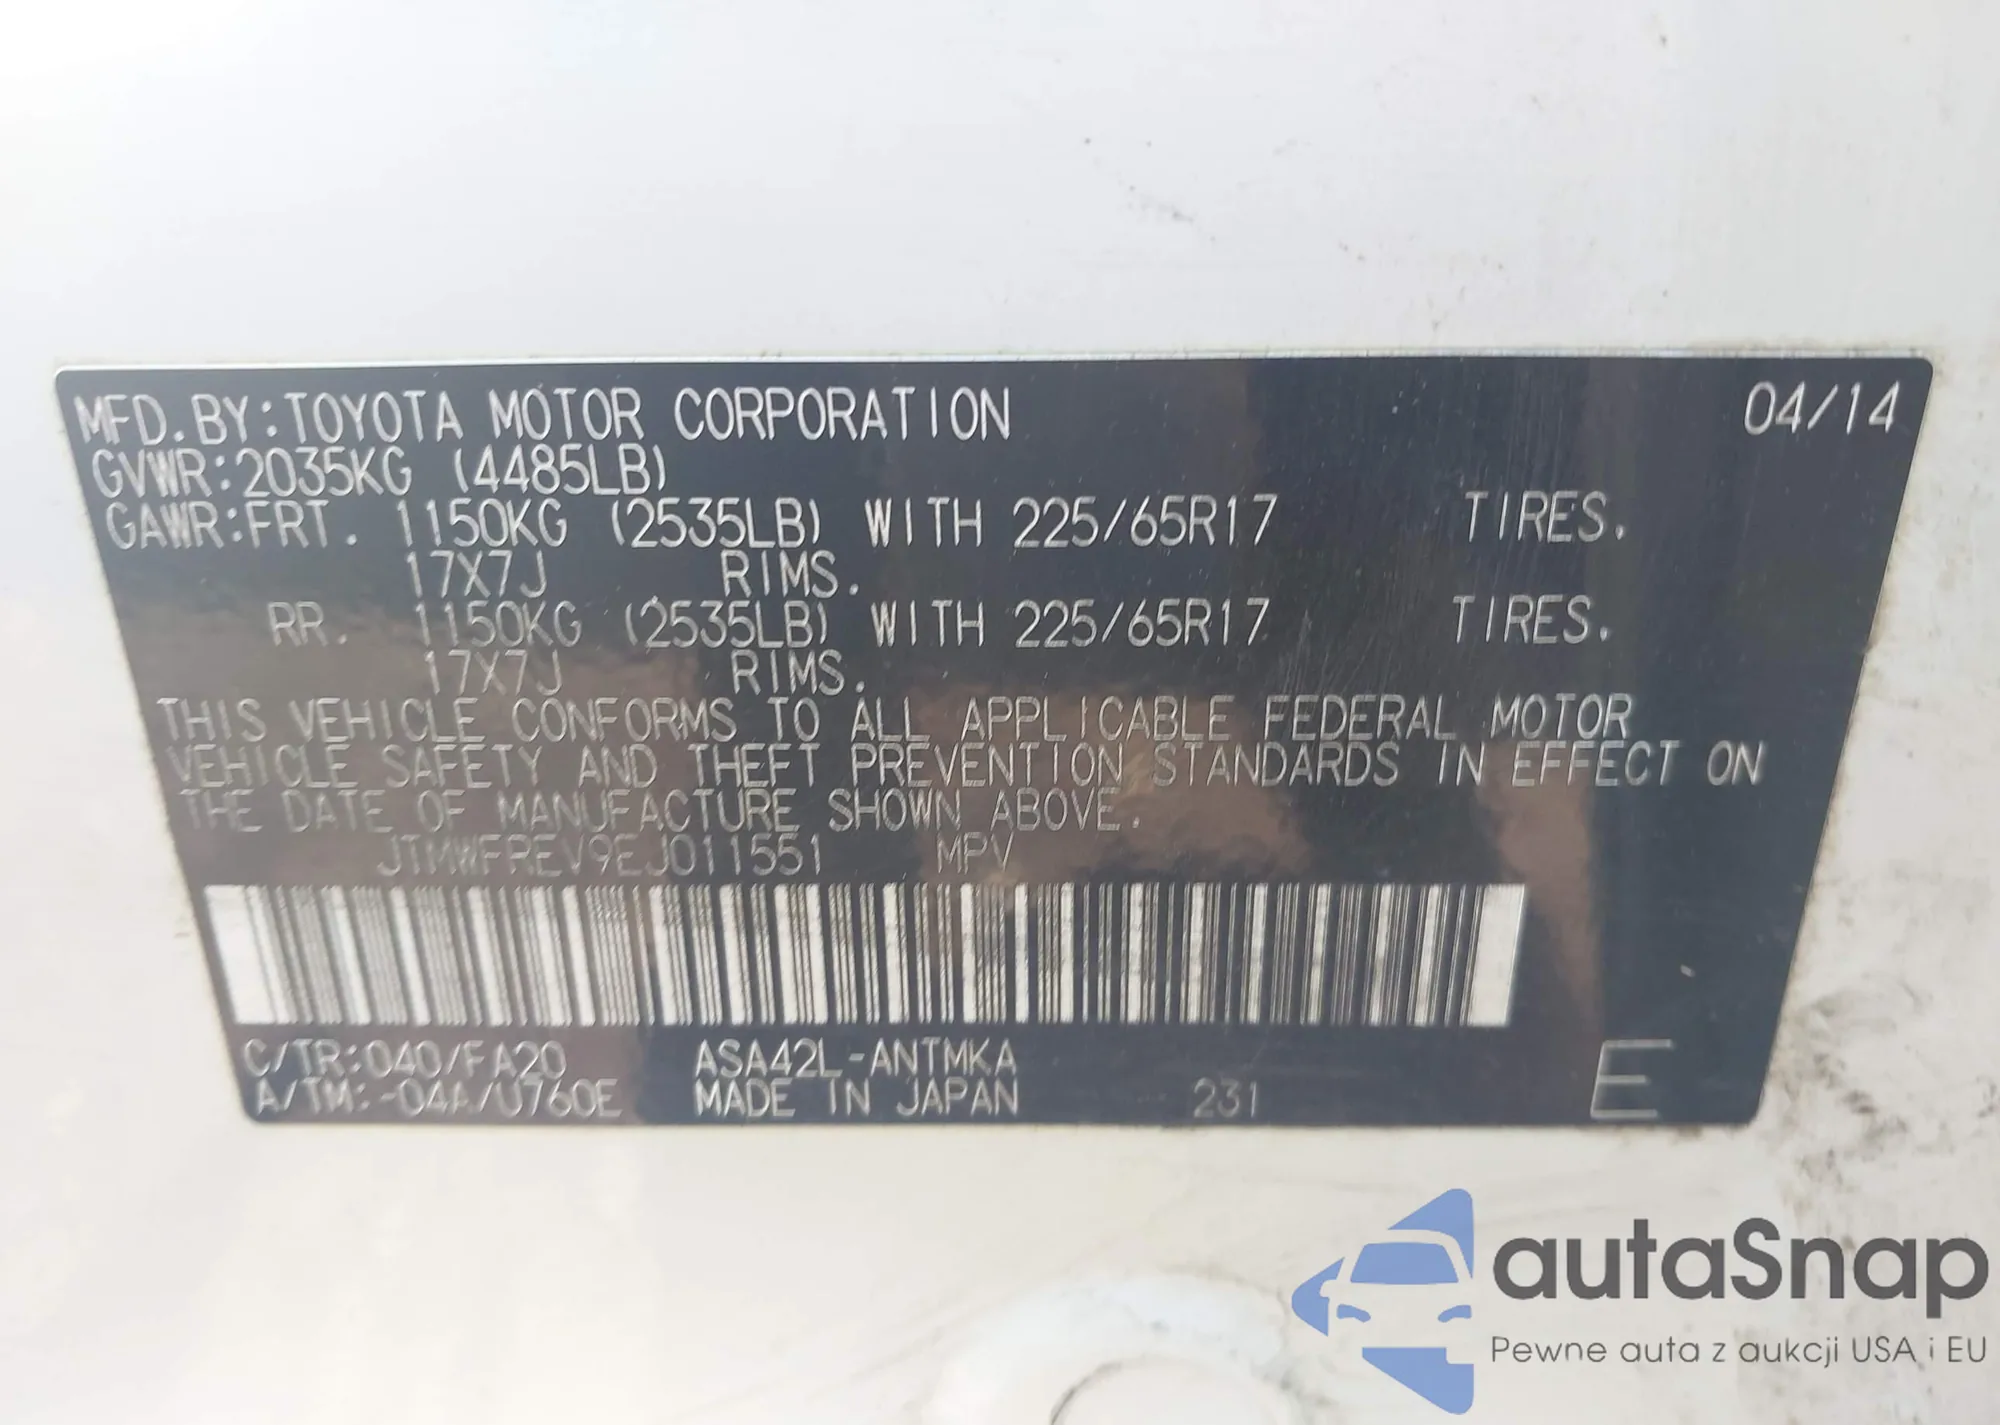 MFD.BY:TOYOTA MOTOR CORPORATION 04/14
GVWR:2035KG (4485LB)
GAWR:FRT. 1150KG (2535LB) WITH 225/65R17 TIRES.
17X7J RIMS.
RR. 1150KG (2535LB) WITH 225/65R17 TIRES.
17X7J RIMS.
THIS VEHICLE CONFORMS TO ALL APPLICABLE FEDERAL MOTOR
VEHICLE SAFETY AND THEFT PREVENTION STANDARDS IN EFFECT ON
THE DATE OF MANUFACTURE SHOWN ABOVE.
JTMWFREV9EJ011551 MPV
C/TR:040/FA20 ASA42L-ANTMKA
A/TM:-04A/U760E MADE IN JAPAN 231 E
autaSnap
Pewne auta z aukcji USA i EU